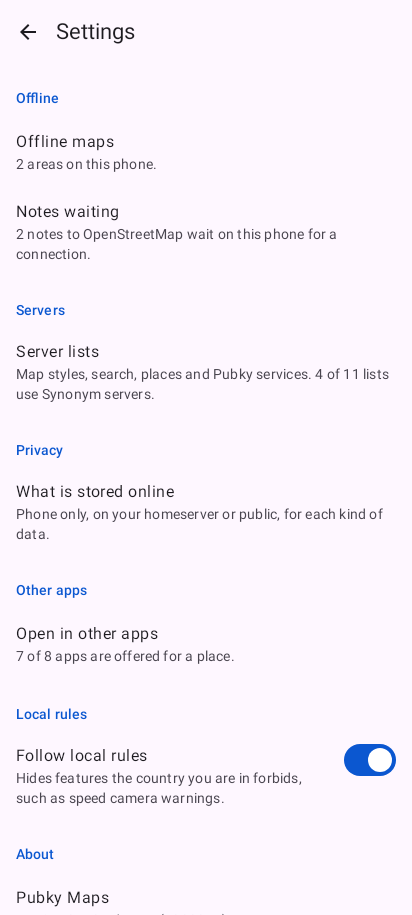 Settings
Offline
Offline maps
2 areas on this phone.
Notes waiting
2 notes to OpenStreetMap wait on this phone for a
connection.
Servers
Server lists
Map styles, search, places and Pubky services. 4 of 11 lists
use Synonym servers.
Privacy
What is stored online
Phone only, on your homeserver or public, for each kind of
data.
Other apps
Open in other apps
7 of 8 apps are offered for a place.
Local rules
Follow local rules
Hides features the country you are in forbids,
such as speed camera warnings.
About
Pubky Maps